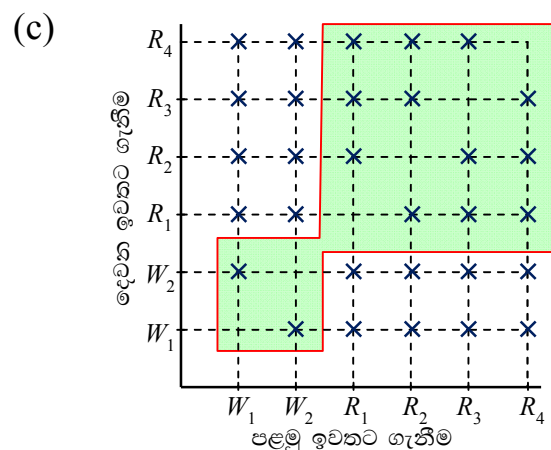 (c)
R4
R3
R2
R1
W2
W1
දෙවන ඉවතට ගැනීම
W1 W2 R1 R2 R3 R4
පළමු ඉවතට ගැනීම